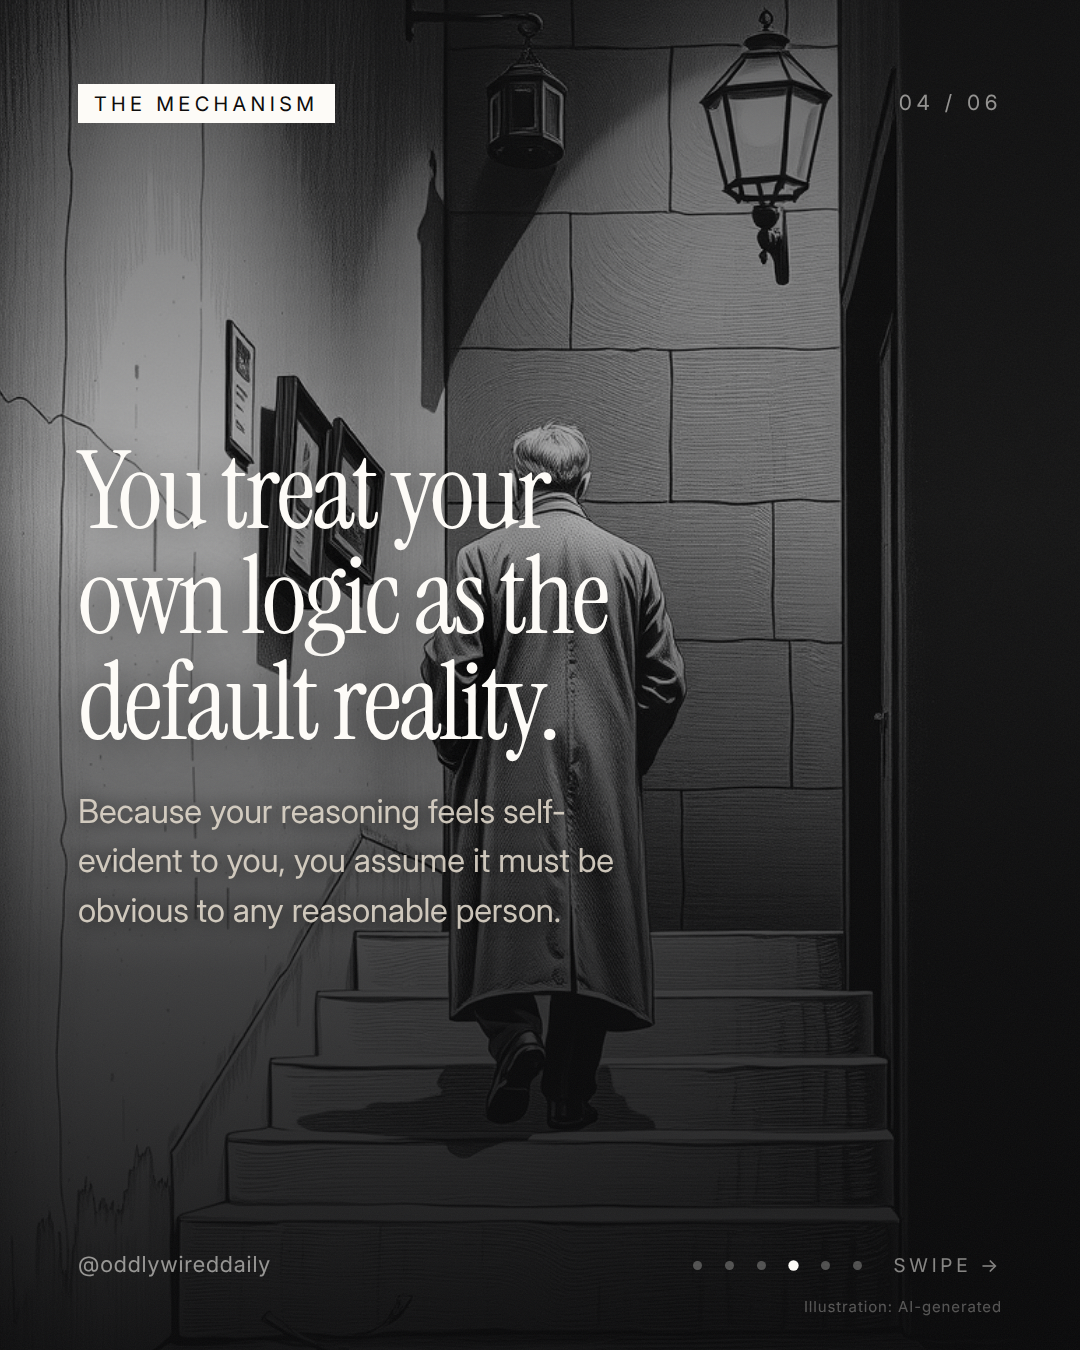 THE MECHANISM
04 / 06
You treat your
own logic as the
default reality.
Because your reasoning feels self-
evident to you, you assume it must be
obvious to any reasonable person.
@oddlywireddaily
SWIPE →
Illustration: AI-generated